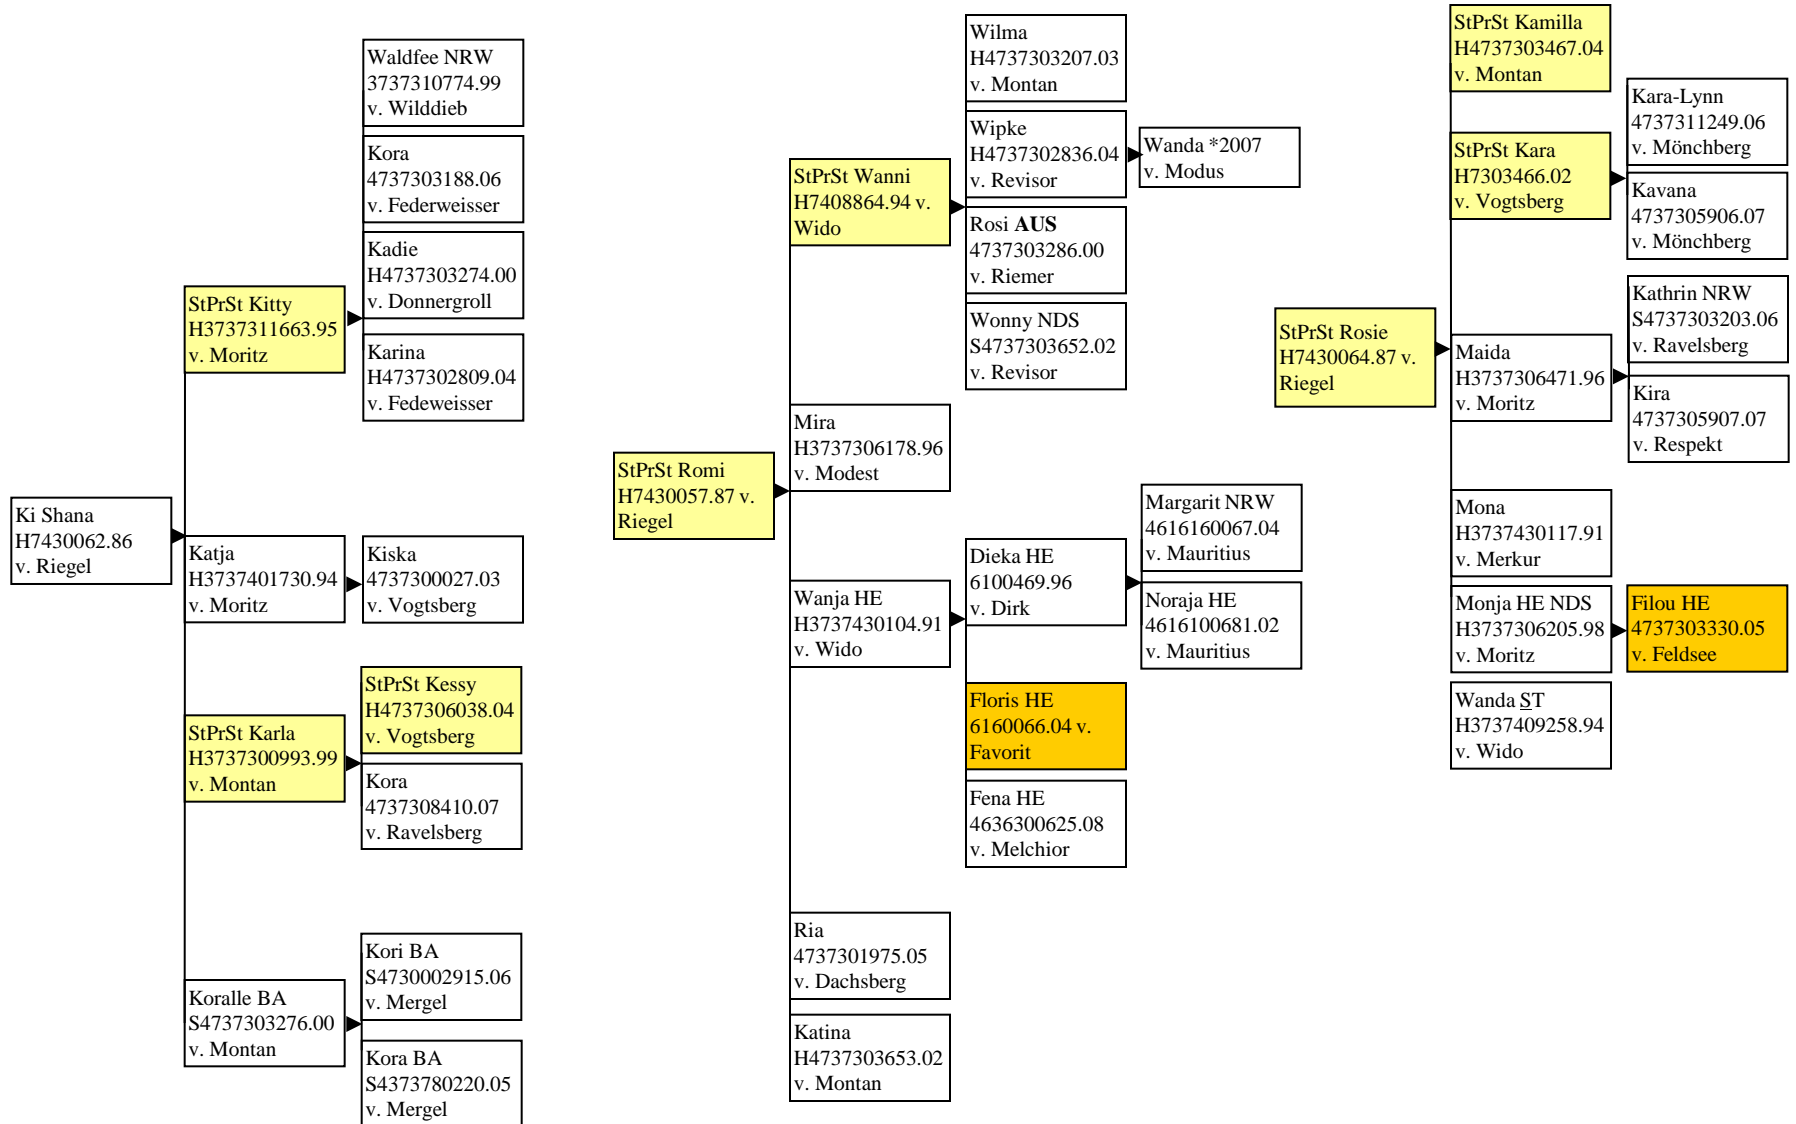 Ki Shana
H7430062.86
v. Riegel
StPrSt Kitty
H3737311663.95
v. Moritz
Waldfee NRW
3737310774.99
v. Wilddieb
Kora
4737303188.06
v. Federweisser
Kadie
H4737303274.00
v. Donnergroll
Karina
H4737302809.04
v. Fedeweisser
Katja
H3737401730.94
v. Moritz
Kiska
4737300027.03
v. Vogtsberg
StPrSt Karla
H3737300993.99
v. Montan
StPrSt Kessy
H4737306038.04
v. Vogtsberg
Kora
4737308410.07
v. Ravelsberg
Koralle BA
S4737303276.00
v. Montan
Kori BA
S4730002915.06
v. Mergel
Kora BA
S4373780220.05
v. Mergel
StPrSt Romi
H7430057.87 v.
Riegel
StPrSt Wanni
H7408864.94 v.
Wido
Wilma
H4737303207.03
v. Montan
Wipke
H4737302836.04
v. Revisor
Wanda *2007
v. Modus
Rosi AUS
4737303286.00
v. Riemer
Wonny NDS
S4737303652.02
v. Revisor
Mira
H3737306178.96
v. Modest
Wanja HE
H3737430104.91
v. Wido
Dieka HE
6100469.96
v. Dirk
Margarit NRW
4616160067.04
v. Mauritius
Noraja HE
4616100681.02
v. Mauritius
Floris HE
6160066.04 v.
Favorit
Fena HE
4636300625.08
v. Melchior
Ria
4737301975.05
v. Dachsberg
Katina
H4737303653.02
v. Montan
StPrSt Rosie
H7430064.87 v.
Riegel
StPrSt Kamilla
H4737303467.04
v. Montan
StPrSt Kara
H7303466.02
v. Vogtsberg
Kara-Lynn
4737311249.06
v. Mönchberg
Kavana
4737305906.07
v. Mönchberg
Maida
H3737306471.96
v. Moritz
Kathrin NRW
S4737303203.06
v. Ravelsberg
Kira
4737305907.07
v. Respekt
Mona
H3737430117.91
v. Merkur
Monja HE NDS
H3737306205.98
v. Moritz
Filou HE
4737303330.05
v. Feldsee
Wanda ST
H3737409258.94
v. Wido